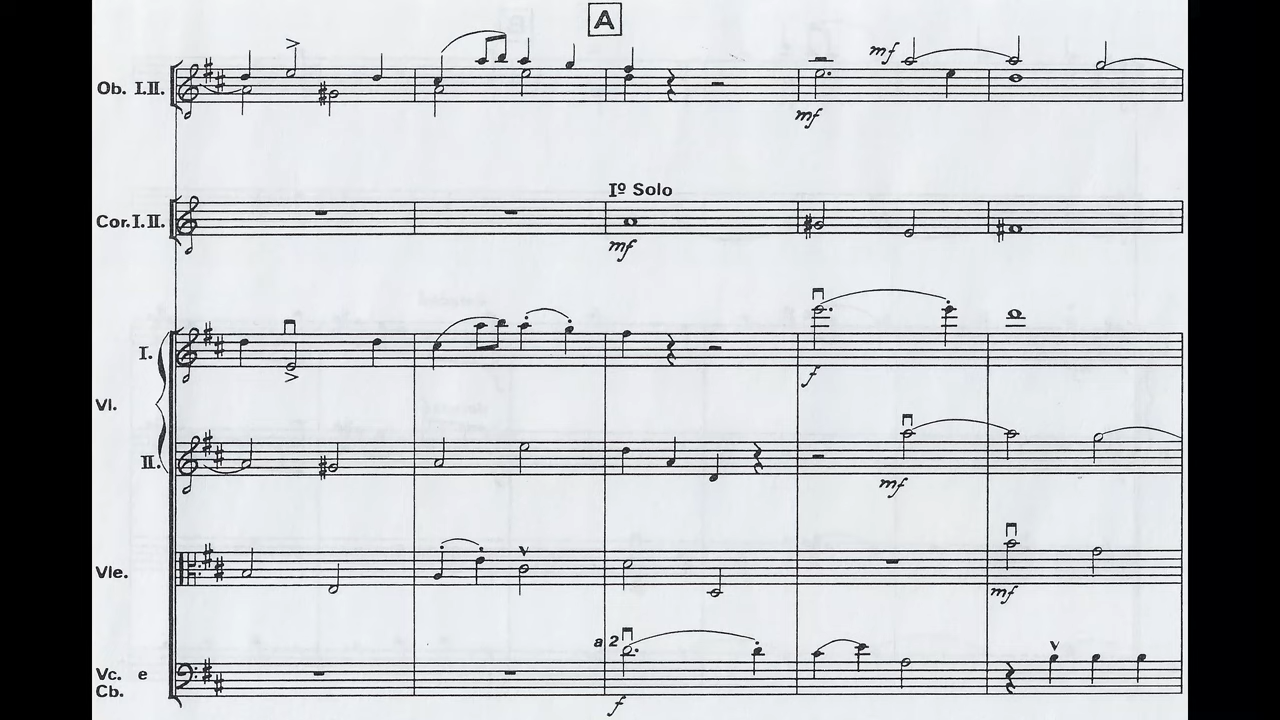 A
mf
Ob. I.II.
mf
Iº Solo
Cor.I.II.
mf
I.
f
Vl.
II.
mf
Vle.
mf
a 2
Vc. e
Cb.
f